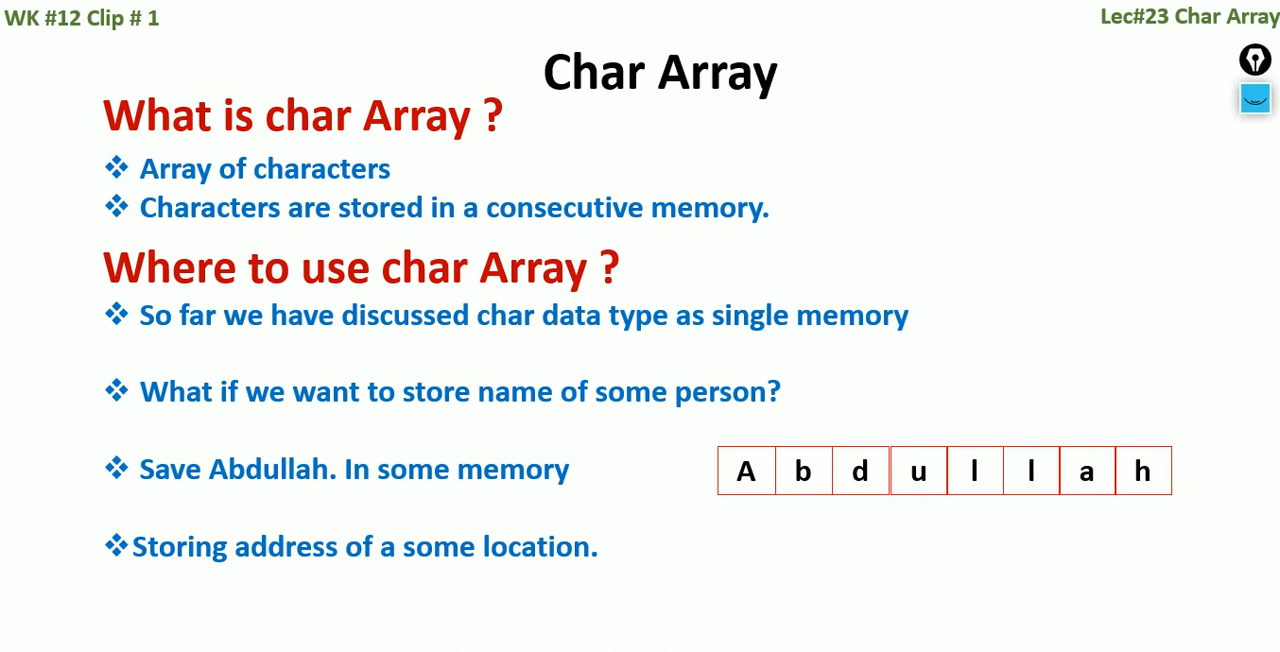 WK #12 Clip # 1
Lec#23 Char Array
Char Array
What is char Array ?
❖ Array of characters
❖ Characters are stored in a consecutive memory.
Where to use char Array ?
❖ So far we have discussed char data type as single memory
❖ What if we want to store name of some person?
❖ Save Abdullah. In some memory
A b d u l l a h
❖Storing address of a some location.